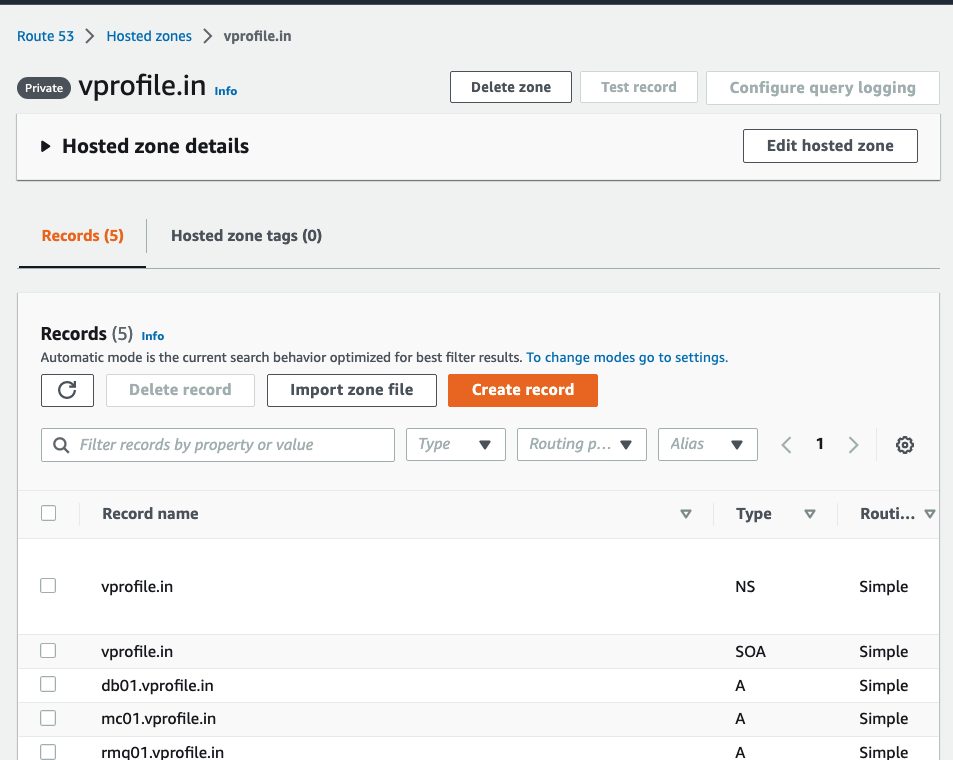 Route 53 > Hosted zones > vprofile.in
Private vprofile.in Info
Delete zone Test record Configure query logging
Hosted zone details Edit hosted zone
Records (5) Hosted zone tags (0)
Records (5) Info
Automatic mode is the current search behavior optimized for best filter results. To change modes go to settings.
Delete record Import zone file Create record
Filter records by property or value Type Routing p... Alias 1
Record name Type Routi...
vprofile.in NS Simple
vprofile.in SOA Simple
db01.vprofile.in A Simple
mc01.vprofile.in A Simple
rmq01.vprofile.in A Simple